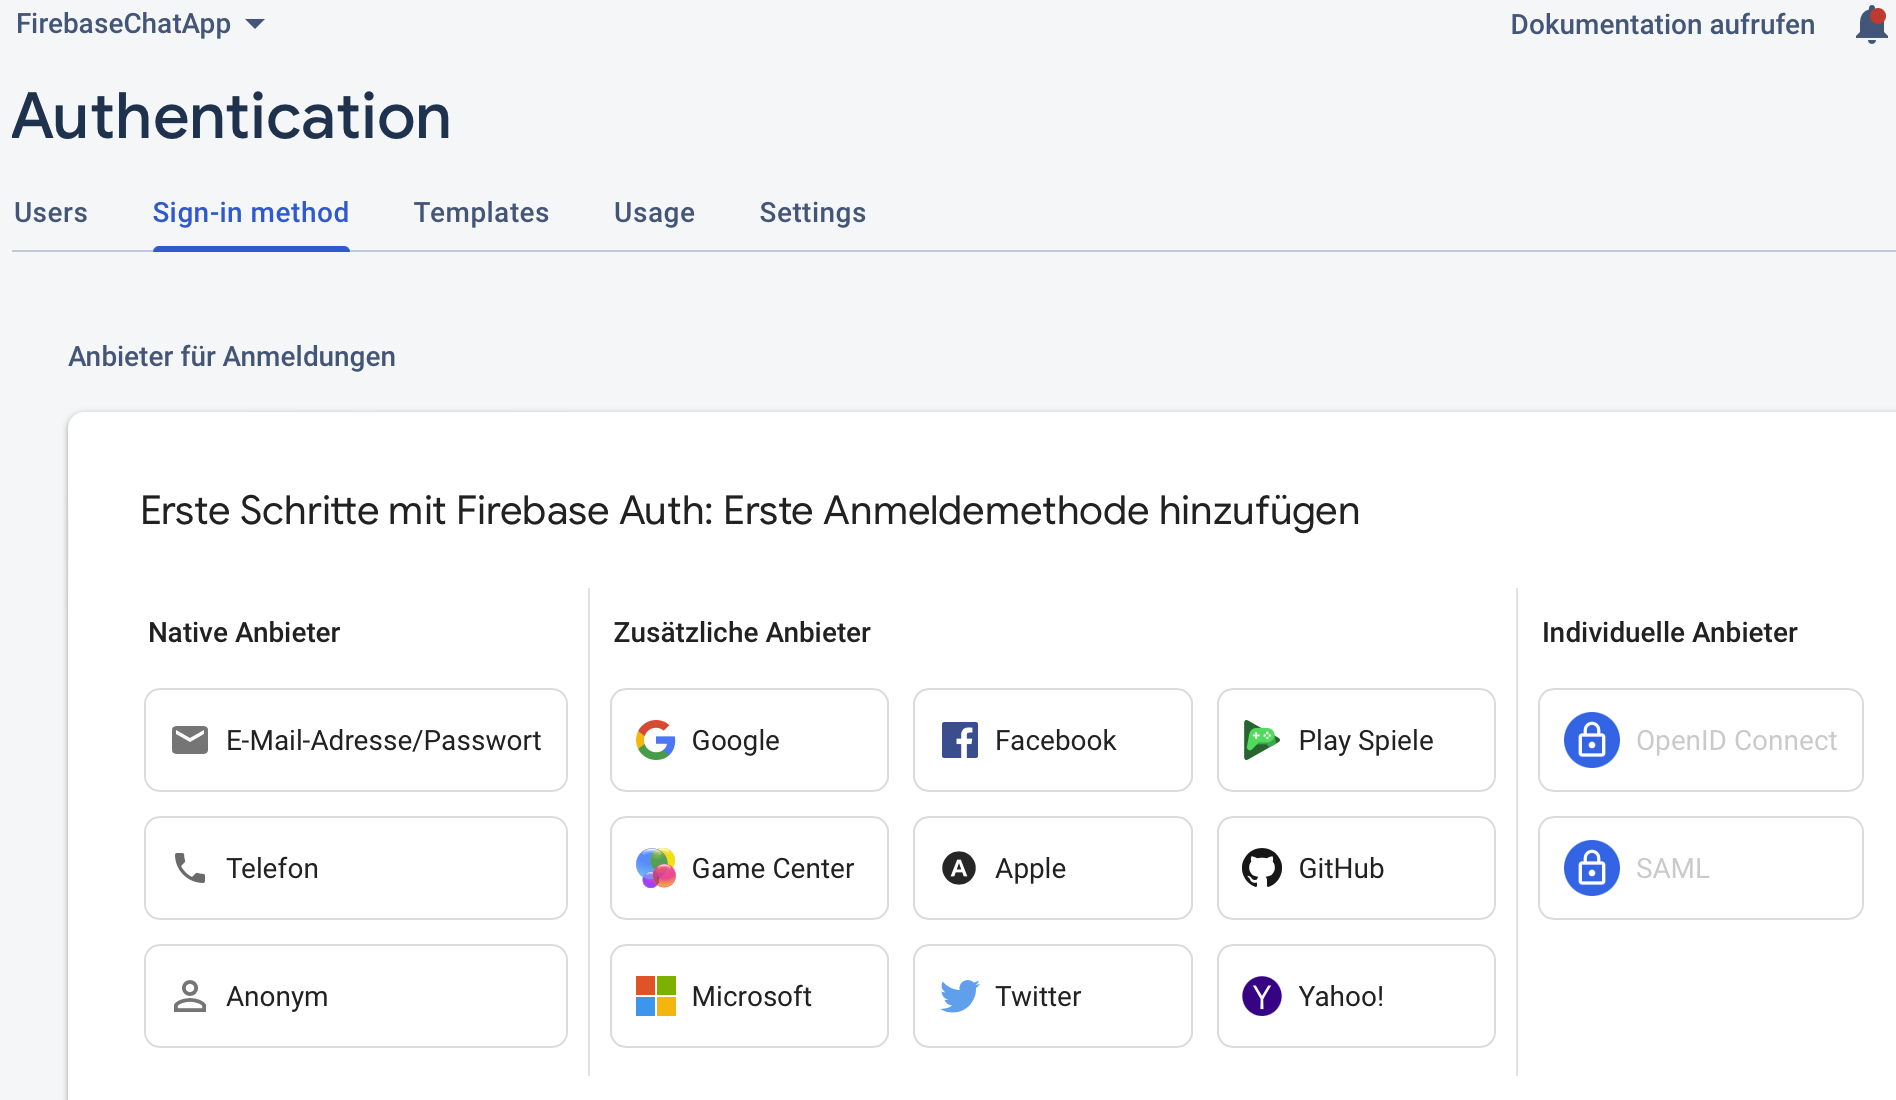 FirebaseChatApp
Dokumentation aufrufen
Authentication
Users Sign-in method Templates Usage Settings
Anbieter für Anmeldungen
Erste Schritte mit Firebase Auth: Erste Anmeldemethode hinzufügen
Native Anbieter
E-Mail-Adresse/Passwort
Telefon
Anonym
Zusätzliche Anbieter
Google Facebook Play Spiele
Game Center Apple GitHub
Microsoft Twitter Yahoo!
Individuelle Anbieter
OpenID Connect
SAML